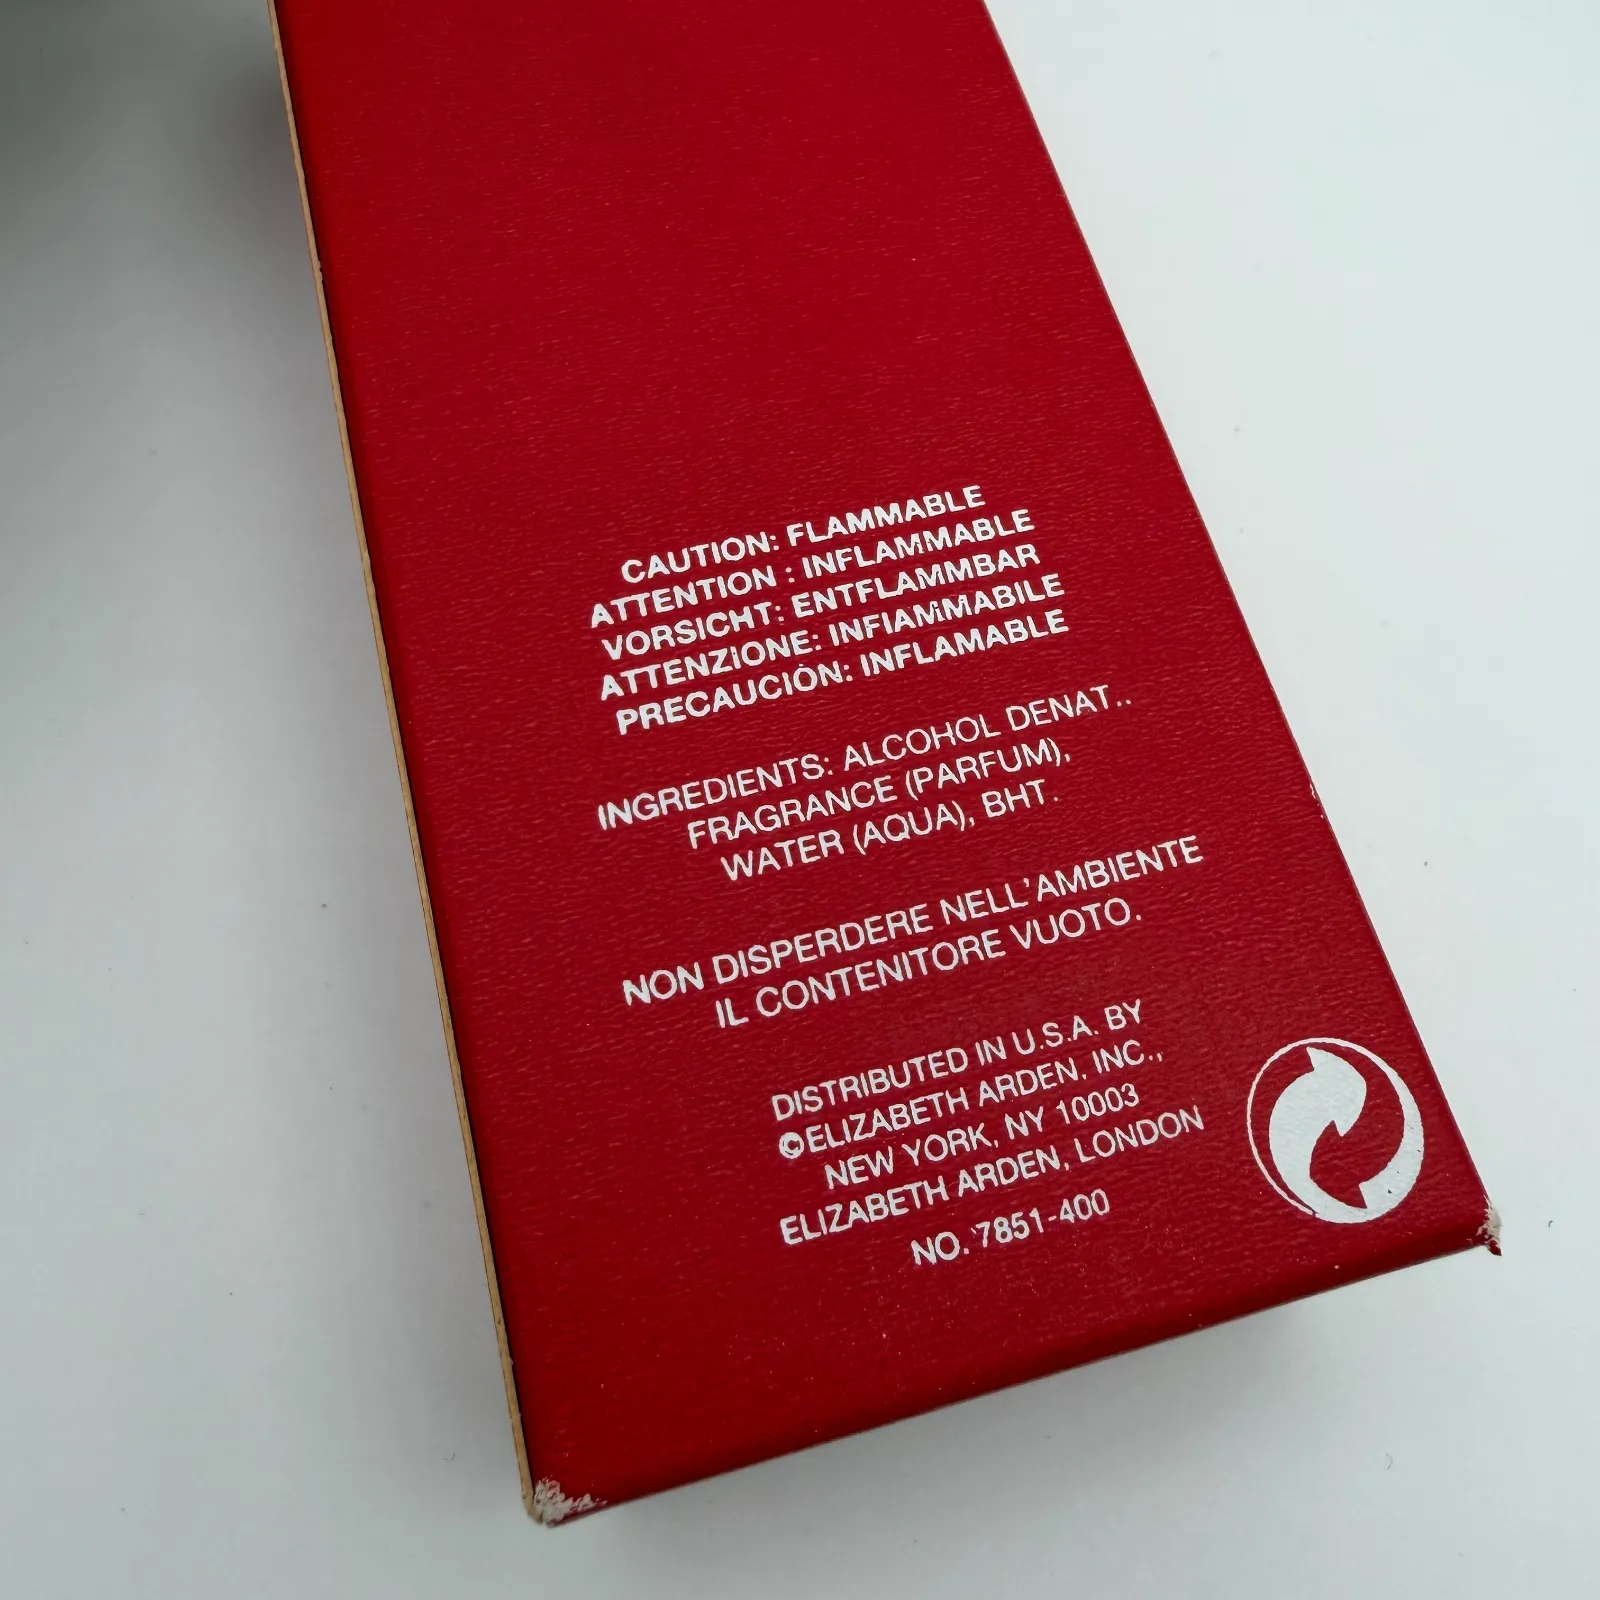 CAUTION: FLAMMABLE
ATTENTION : INFLAMMABLE
VORSICHT: ENTFLAMMBAR
ATTENZIONE: INFIAMMABILE
PRECAUCIÓN: INFLAMABLE
INGREDIENTS: ALCOHOL DENAT..
FRAGRANCE (PARFUM),
WATER (AQUA), BHT.
NON DISPERDERE NELL'AMBIENTE
IL CONTENITORE VUOTO.
DISTRIBUTED IN U.S.A. BY
©ELIZABETH ARDEN, INC.,
NEW YORK, NY 10003
ELIZABETH ARDEN, LONDON
NO. 7851-400